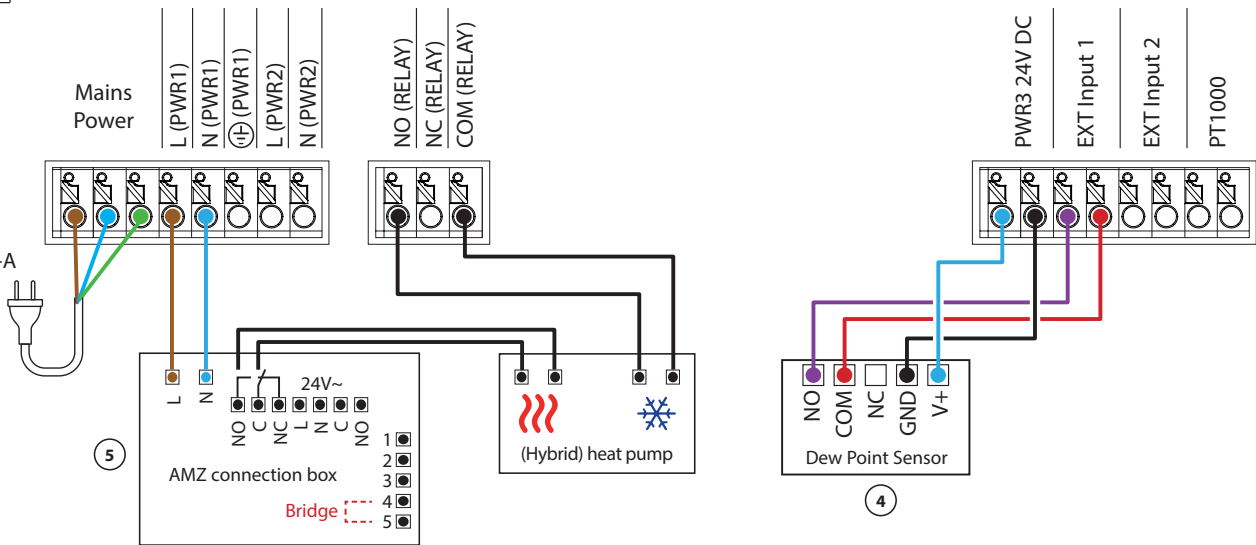 Mains
Power
L (PWR1)
N (PWR1)
(PWR1)
L (PWR2)
N (PWR2)
NO (RELAY)
NC (RELAY)
COM (RELAY)
PWR3 24V DC
EXT Input 1
EXT Input 2
PT1000
-A
L
N
24V~
NO
C
NC
L
N
C
NO
1
2
3
4
5
AMZ connection box
Bridge
5
(Hybrid) heat pump
NO
COM
NC
GND
V+
Dew Point Sensor
4